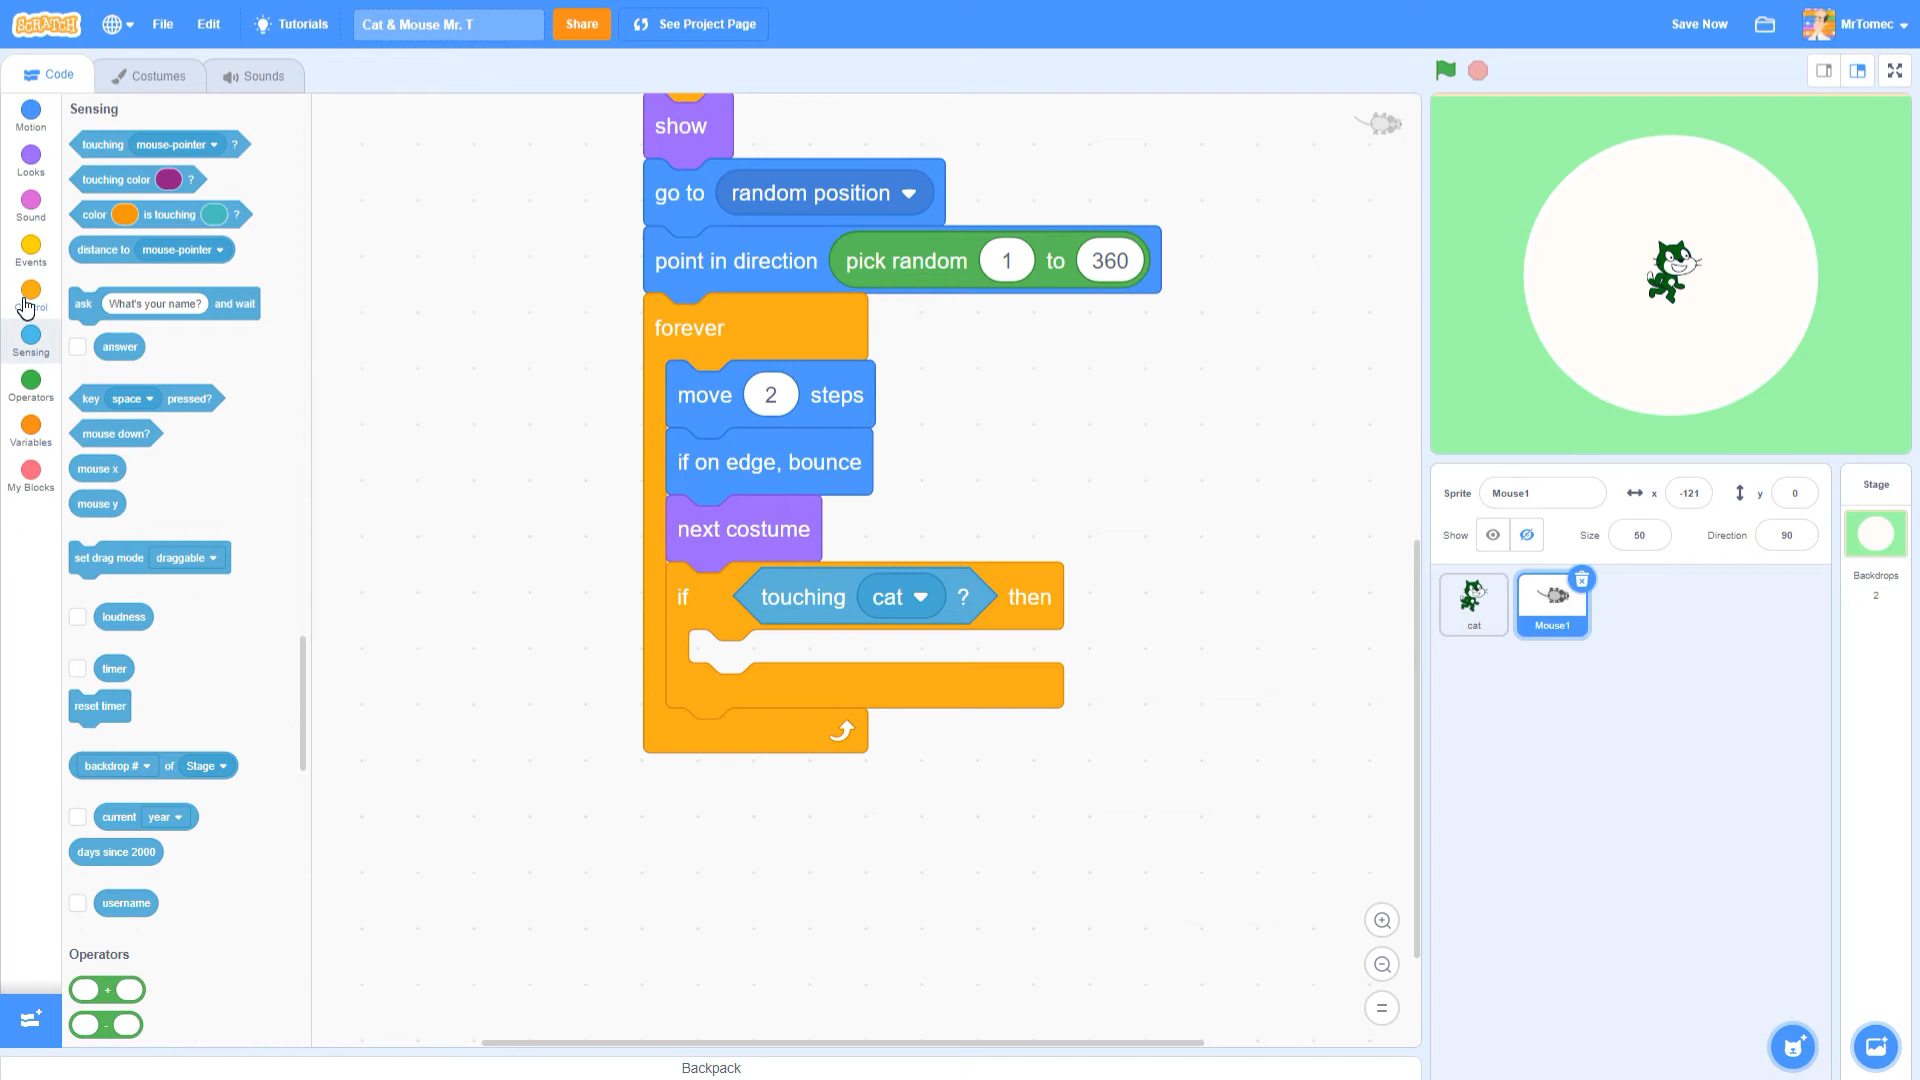 SCRATCH
File
Edit
Tutorials
Cat & Mouse Mr. T
Share
See Project Page
Save Now
MrTomec
Code
Costumes
Sounds
Motion
Looks
Sound
Events
Sensing
Operators
Variables
My Blocks
Sensing
touching mouse-pointer ?
touching color ?
color is touching ?
distance to mouse-pointer
ask What's your name? and wait
answer
key space pressed?
mouse down?
mouse x
mouse y
set drag mode draggable
loudness
timer
reset timer
backdrop # of Stage
current year
days since 2000
username
Operators
+
-
show
go to random position
point in direction pick random 1 to 360
forever
move 2 steps
if on edge, bounce
next costume
if touching cat ? then
=
Backpack
Sprite Mouse1 x -121 y 0
Show Size 50 Direction 90
cat
Mouse1
Stage
Backdrops
2